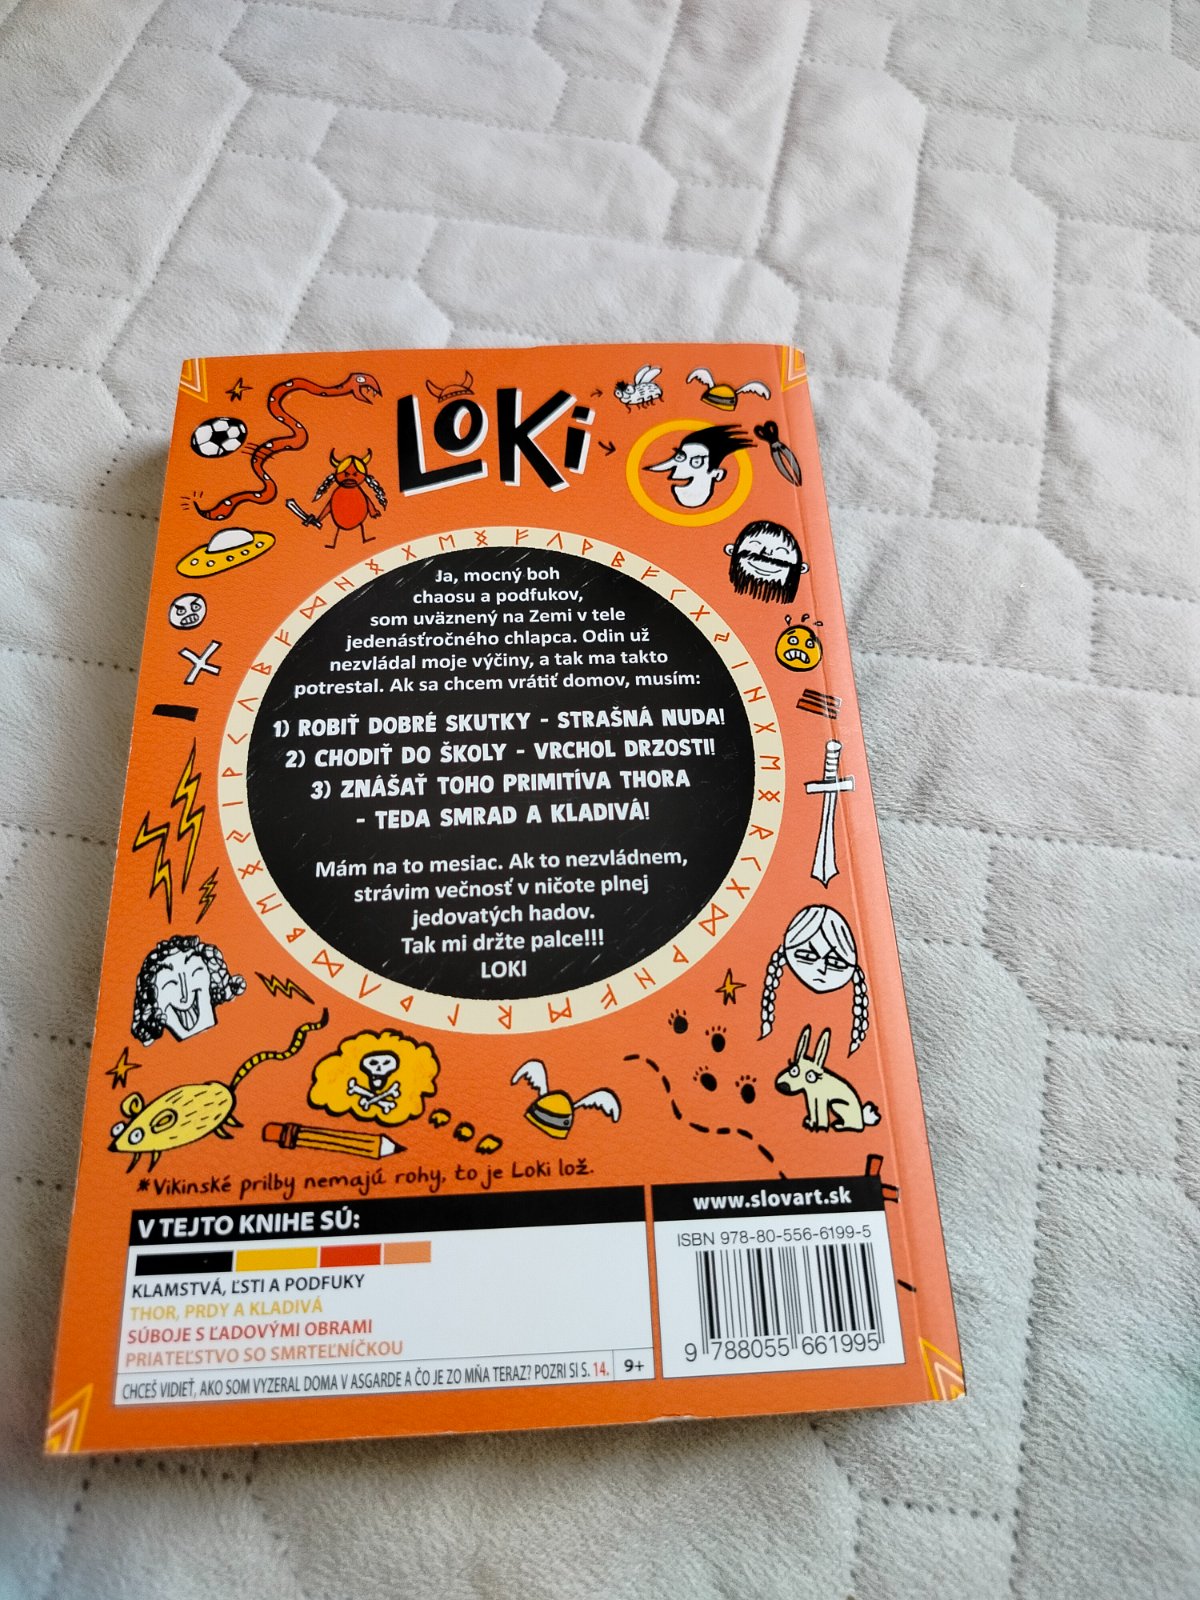 LOKi
Ja, mocný boh
chaosu a podfukov,
som uväznený na Zemi v tele
jedenásťročného chlapca. Odin už
nezvládal moje výčiny, a tak ma takto
potrestal. Ak sa chcem vrátiť domov, musím:
1) ROBIŤ DOBRÉ SKUTKY – STRAŠNÁ NUDA!
2) CHODIŤ DO ŠKOLY – VRCHOL DRZOSTI!
3) ZNÁŠAŤ TOHO PRIMITÍVA THORA
– TEDA SMRAD A KLADIVÁ!
Mám na to mesiac. Ak to nezvládnem,
strávim večnosť v ničote plnej
jedovatých hadov.
Tak mi držte palce!!!
LOKI
*Vikinské prilby nemajú rohy, to je Loki lož.
V TEJTO KNIHE SÚ:
KLAMSTVÁ, ĽSTI A PODFUKY
THOR, PRDY A KLADIVÁ
SÚBOJE S ĽADOVÝMI OBRAMI
PRIATEĽSTVO SO SMRTEĽNÍČKOU
CHCEŠ VIDIEŤ, AKO SOM VYZERAL DOMA V ASGARDE A ČO JE ZO MŇA TERAZ? POZRI SI S. 14.
9+
www.slovart.sk
ISBN 978-80-556-6199-5
9 788055 661995